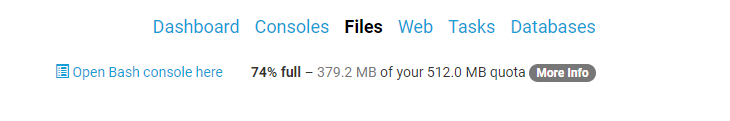 Dashboard Consoles Files Web Tasks Databases
Open Bash console here 74% full – 379.2 MB of your 512.0 MB quota More Info